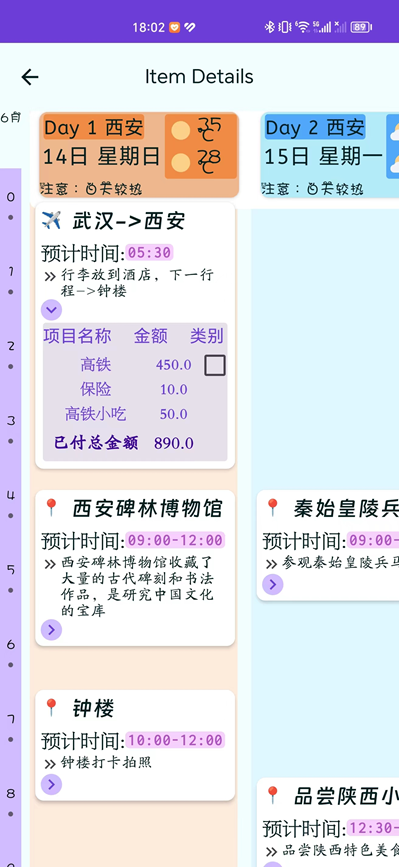 18:02
89
Item Details
6月
Day 1 西安
35℃
14日 星期日
28℃
注意：白天较热
Day 2 西安
15日 星期一
注意：白天较热
0
1
2
3
4
5
6
7
8
武汉->西安
预计时间:05:30
行李放到酒店，下一行
程->钟楼
项目名称 金额 类别
高铁 450.0
保险 10.0
高铁小吃 50.0
已付总金额 890.0
西安碑林博物馆
预计时间:09:00-12:00
西安碑林博物馆收藏了
大量的古代碑刻和书法
作品，是研究中国文化
的宝库
钟楼
预计时间:10:00-12:00
钟楼打卡拍照
秦始皇陵兵
预计时间:09:00-
参观秦始皇陵兵马
品尝陕西小
预计时间:12:30-
品尝陕西特色美食